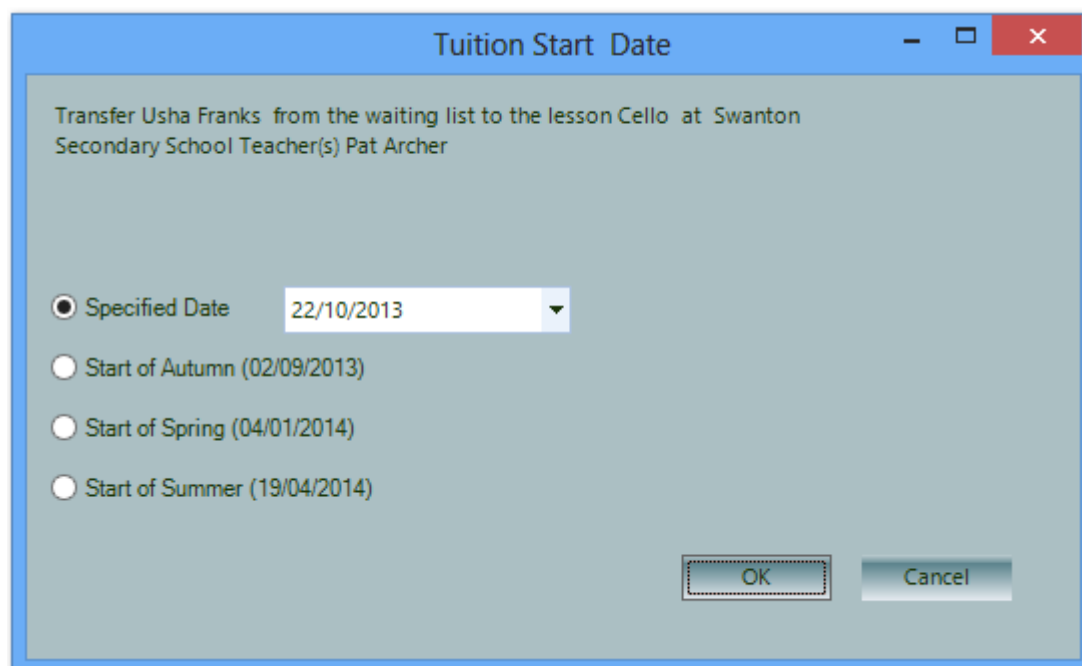 Tuition Start Date
Transfer Usha Franks from the waiting list to the lesson Cello at Swanton
Secondary School Teacher(s) Pat Archer
Specified Date 22/10/2013
Start of Autumn (02/09/2013)
Start of Spring (04/01/2014)
Start of Summer (19/04/2014)
OK Cancel